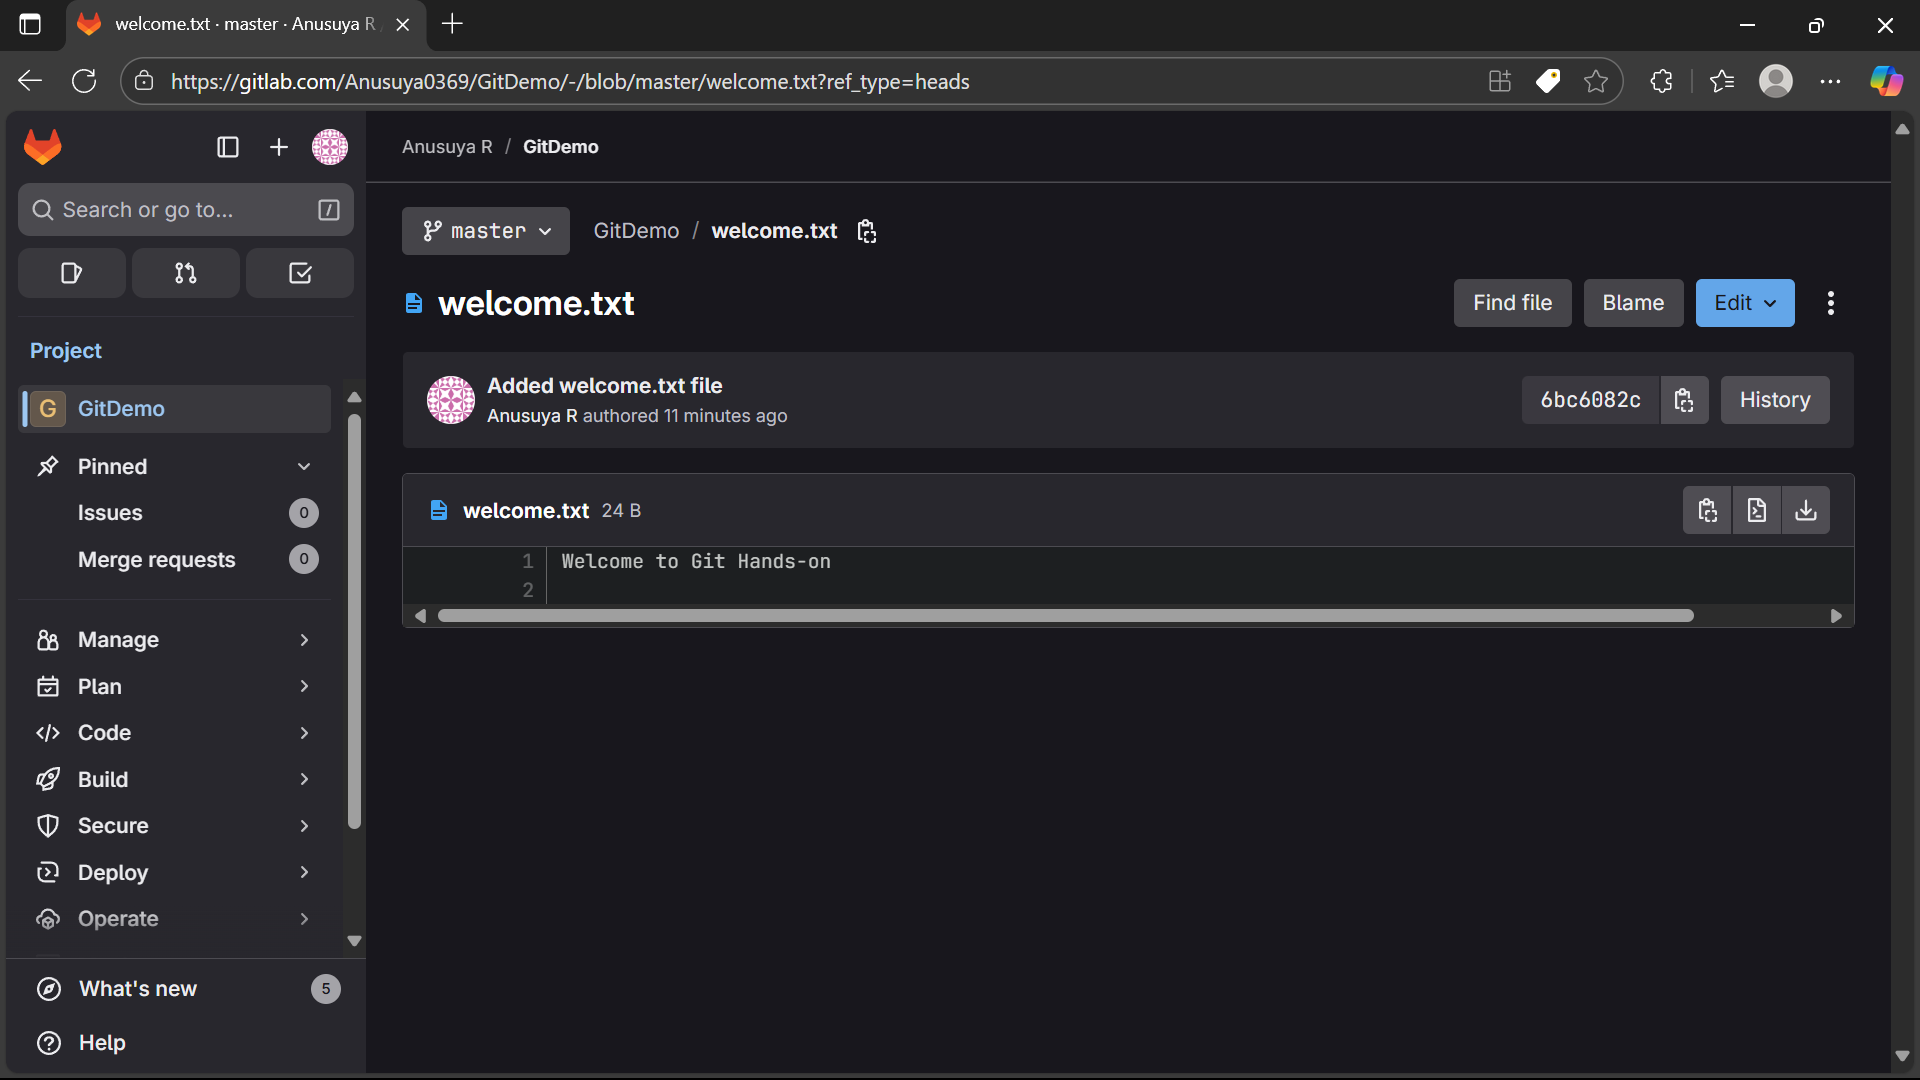 welcome.txt · master · Anusuya R
https://gitlab.com/Anusuya0369/GitDemo/-/blob/master/welcome.txt?ref_type=heads
Anusuya R / GitDemo
Search or go to... /
master
GitDemo / welcome.txt
welcome.txt
Find file
Blame
Edit
Project
Added welcome.txt file
Anusuya R authored 11 minutes ago
6bc6082c
History
G GitDemo
Pinned
Issues 0
Merge requests 0
welcome.txt 24 B
1 Welcome to Git Hands-on
2
Manage
Plan
Code
Build
Secure
Deploy
Operate
What's new 5
Help